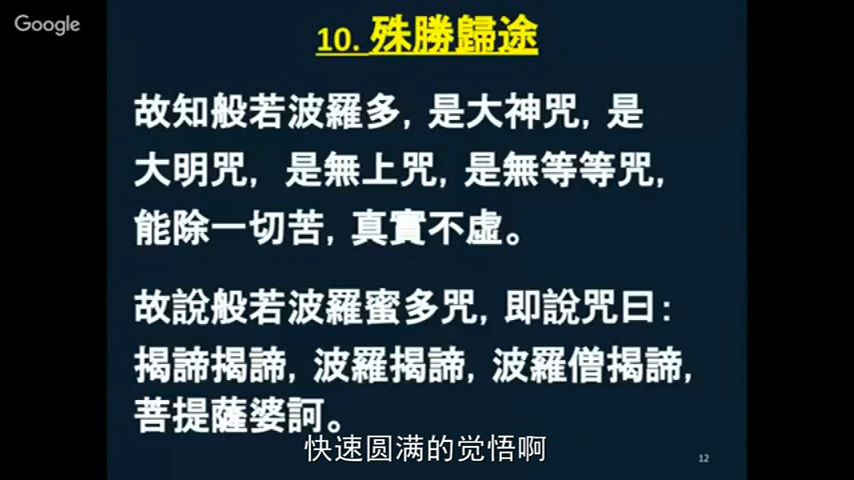 Google
10. 殊勝歸途
故知般若波羅多, 是大神咒, 是
大明咒, 是無上咒, 是無等等咒,
能除一切苦, 真實不虛。
故說般若波羅蜜多咒, 即說咒曰:
揭諦揭諦, 波羅揭諦, 波羅僧揭諦,
菩提薩婆訶。
快速圆满的觉悟啊
12